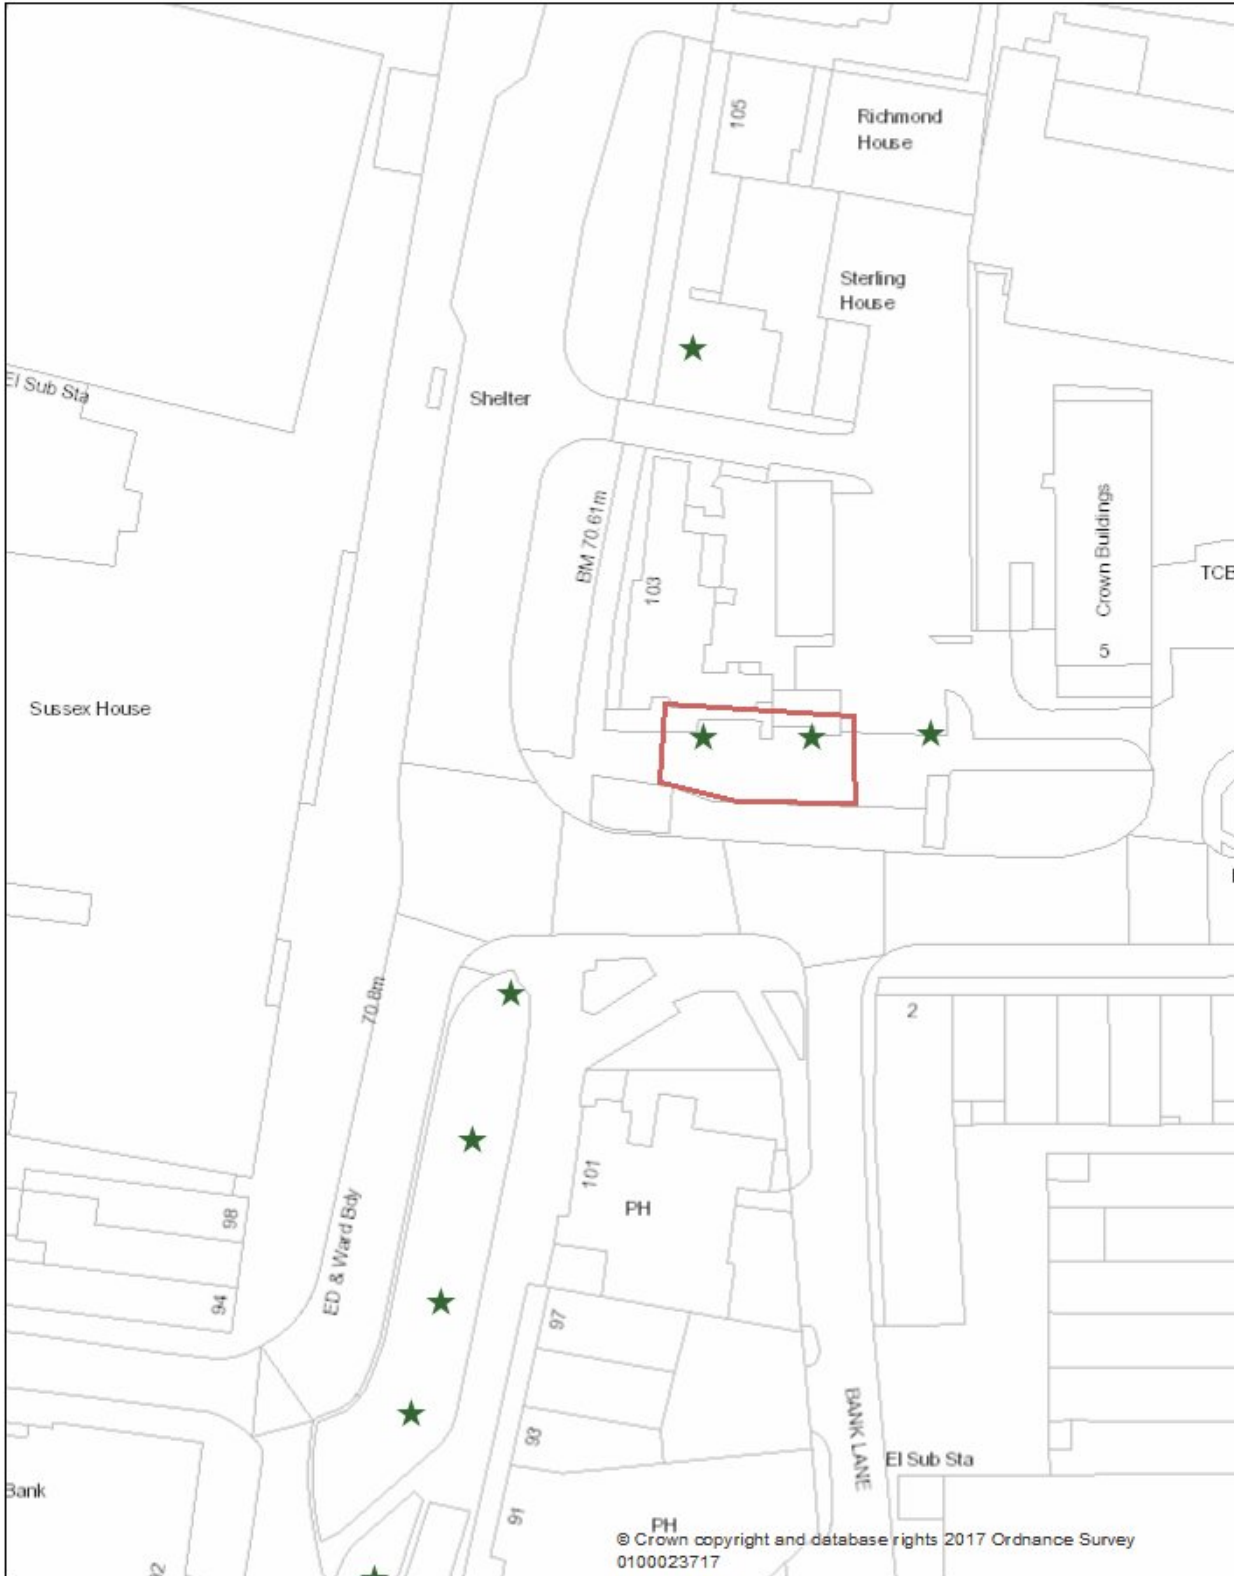 105
Richmond
House
Sterling
House
El Sub Sta
Shelter
BM 70.61m
103
Crown Buildings
TCB
5
Sussex House
70.8m
2
101
PH
98
ED & Ward Bdy
94
97
93
BANK LANE
El Sub Sta
Bank
91
PH
© Crown copyright and database rights 2017 Ordnance Survey
0100023717